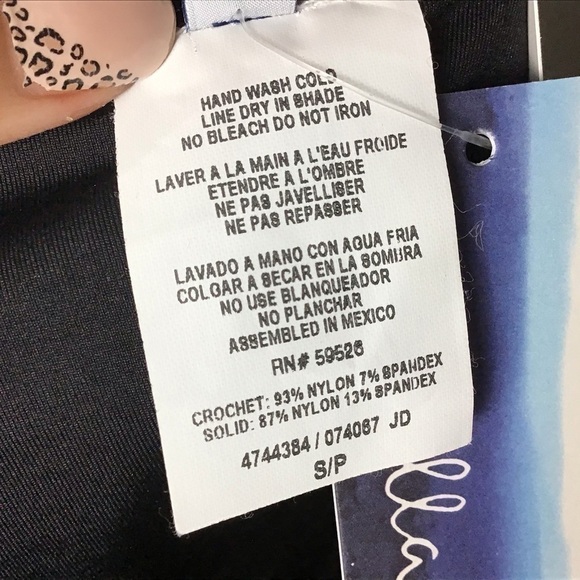 HAND WASH COLD
LINE DRY IN SHADE
NO BLEACH DO NOT IRON
LAVER A LA MAIN A L'EAU FROIDE
ETENDRE A L'OMBRE
NE PAS JAVELLISER
NE PAS REPASSER
LAVADO A MANO CON AGUA FRIA
COLGAR A SECAR EN LA SOMBRA
NO USE BLANQUEADOR
NO PLANCHAR
ASSEMBLED IN MEXICO
RN# 59526
CROCHET: 93% NYLON 7% SPANDEX
SOLID: 87% NYLON 13% SPANDEX
4744364 / 074067 JD
S/P
lla